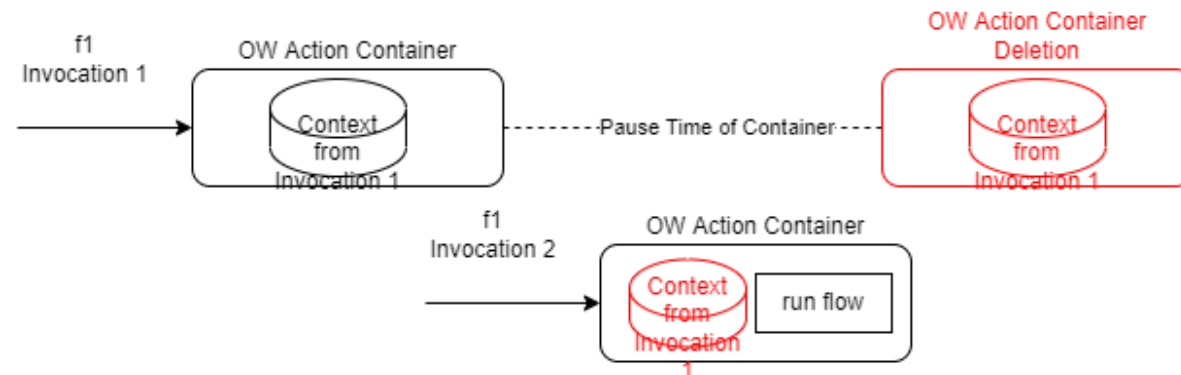 f1
Invocation 1
OW Action Container
Context
from
Invocation 1
Pause Time of Container
OW Action Container
Deletion
Context
from
Invocation 1
f1
Invocation 2
OW Action Container
Context
from
Invocation
1
run flow